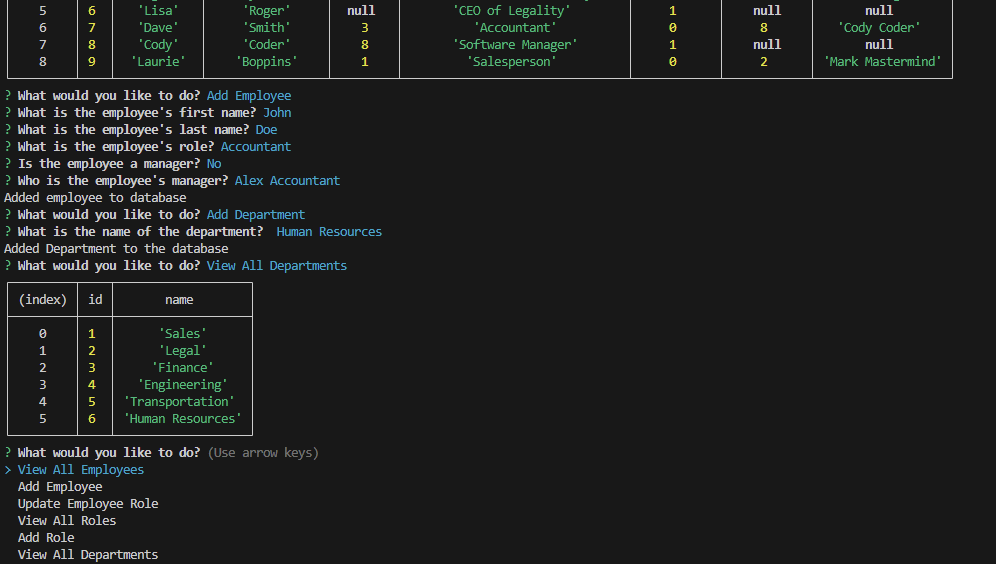 5 6 'Lisa' 'Roger' null 'CEO of Legality' 1 null null
6 7 'Dave' 'Smith' 3 'Accountant' 0 8 'Cody Coder'
7 8 'Cody' 'Coder' 8 'Software Manager' 1 null null
8 9 'Laurie' 'Boppins' 1 'Salesperson' 0 2 'Mark Mastermind'
? What would you like to do? Add Employee
? What is the employee's first name? John
? What is the employee's last name? Doe
? What is the employee's role? Accountant
? Is the employee a manager? No
? Who is the employee's manager? Alex Accountant
Added employee to database
? What would you like to do? Add Department
? What is the name of the department?  Human Resources
Added Department to the database
? What would you like to do? View All Departments
(index) id name
0 1 'Sales'
1 2 'Legal'
2 3 'Finance'
3 4 'Engineering'
4 5 'Transportation'
5 6 'Human Resources'
? What would you like to do? (Use arrow keys)
> View All Employees
Add Employee
Update Employee Role
View All Roles
Add Role
View All Departments